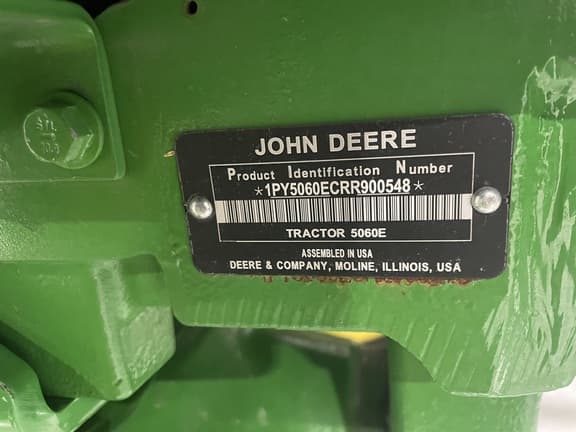 JOHN DEERE
Product Identification Number
*1PY5060ECRR900548*
TRACTOR 5060E
ASSEMBLED IN USA
DEERE & COMPANY, MOLINE, ILLINOIS, USA